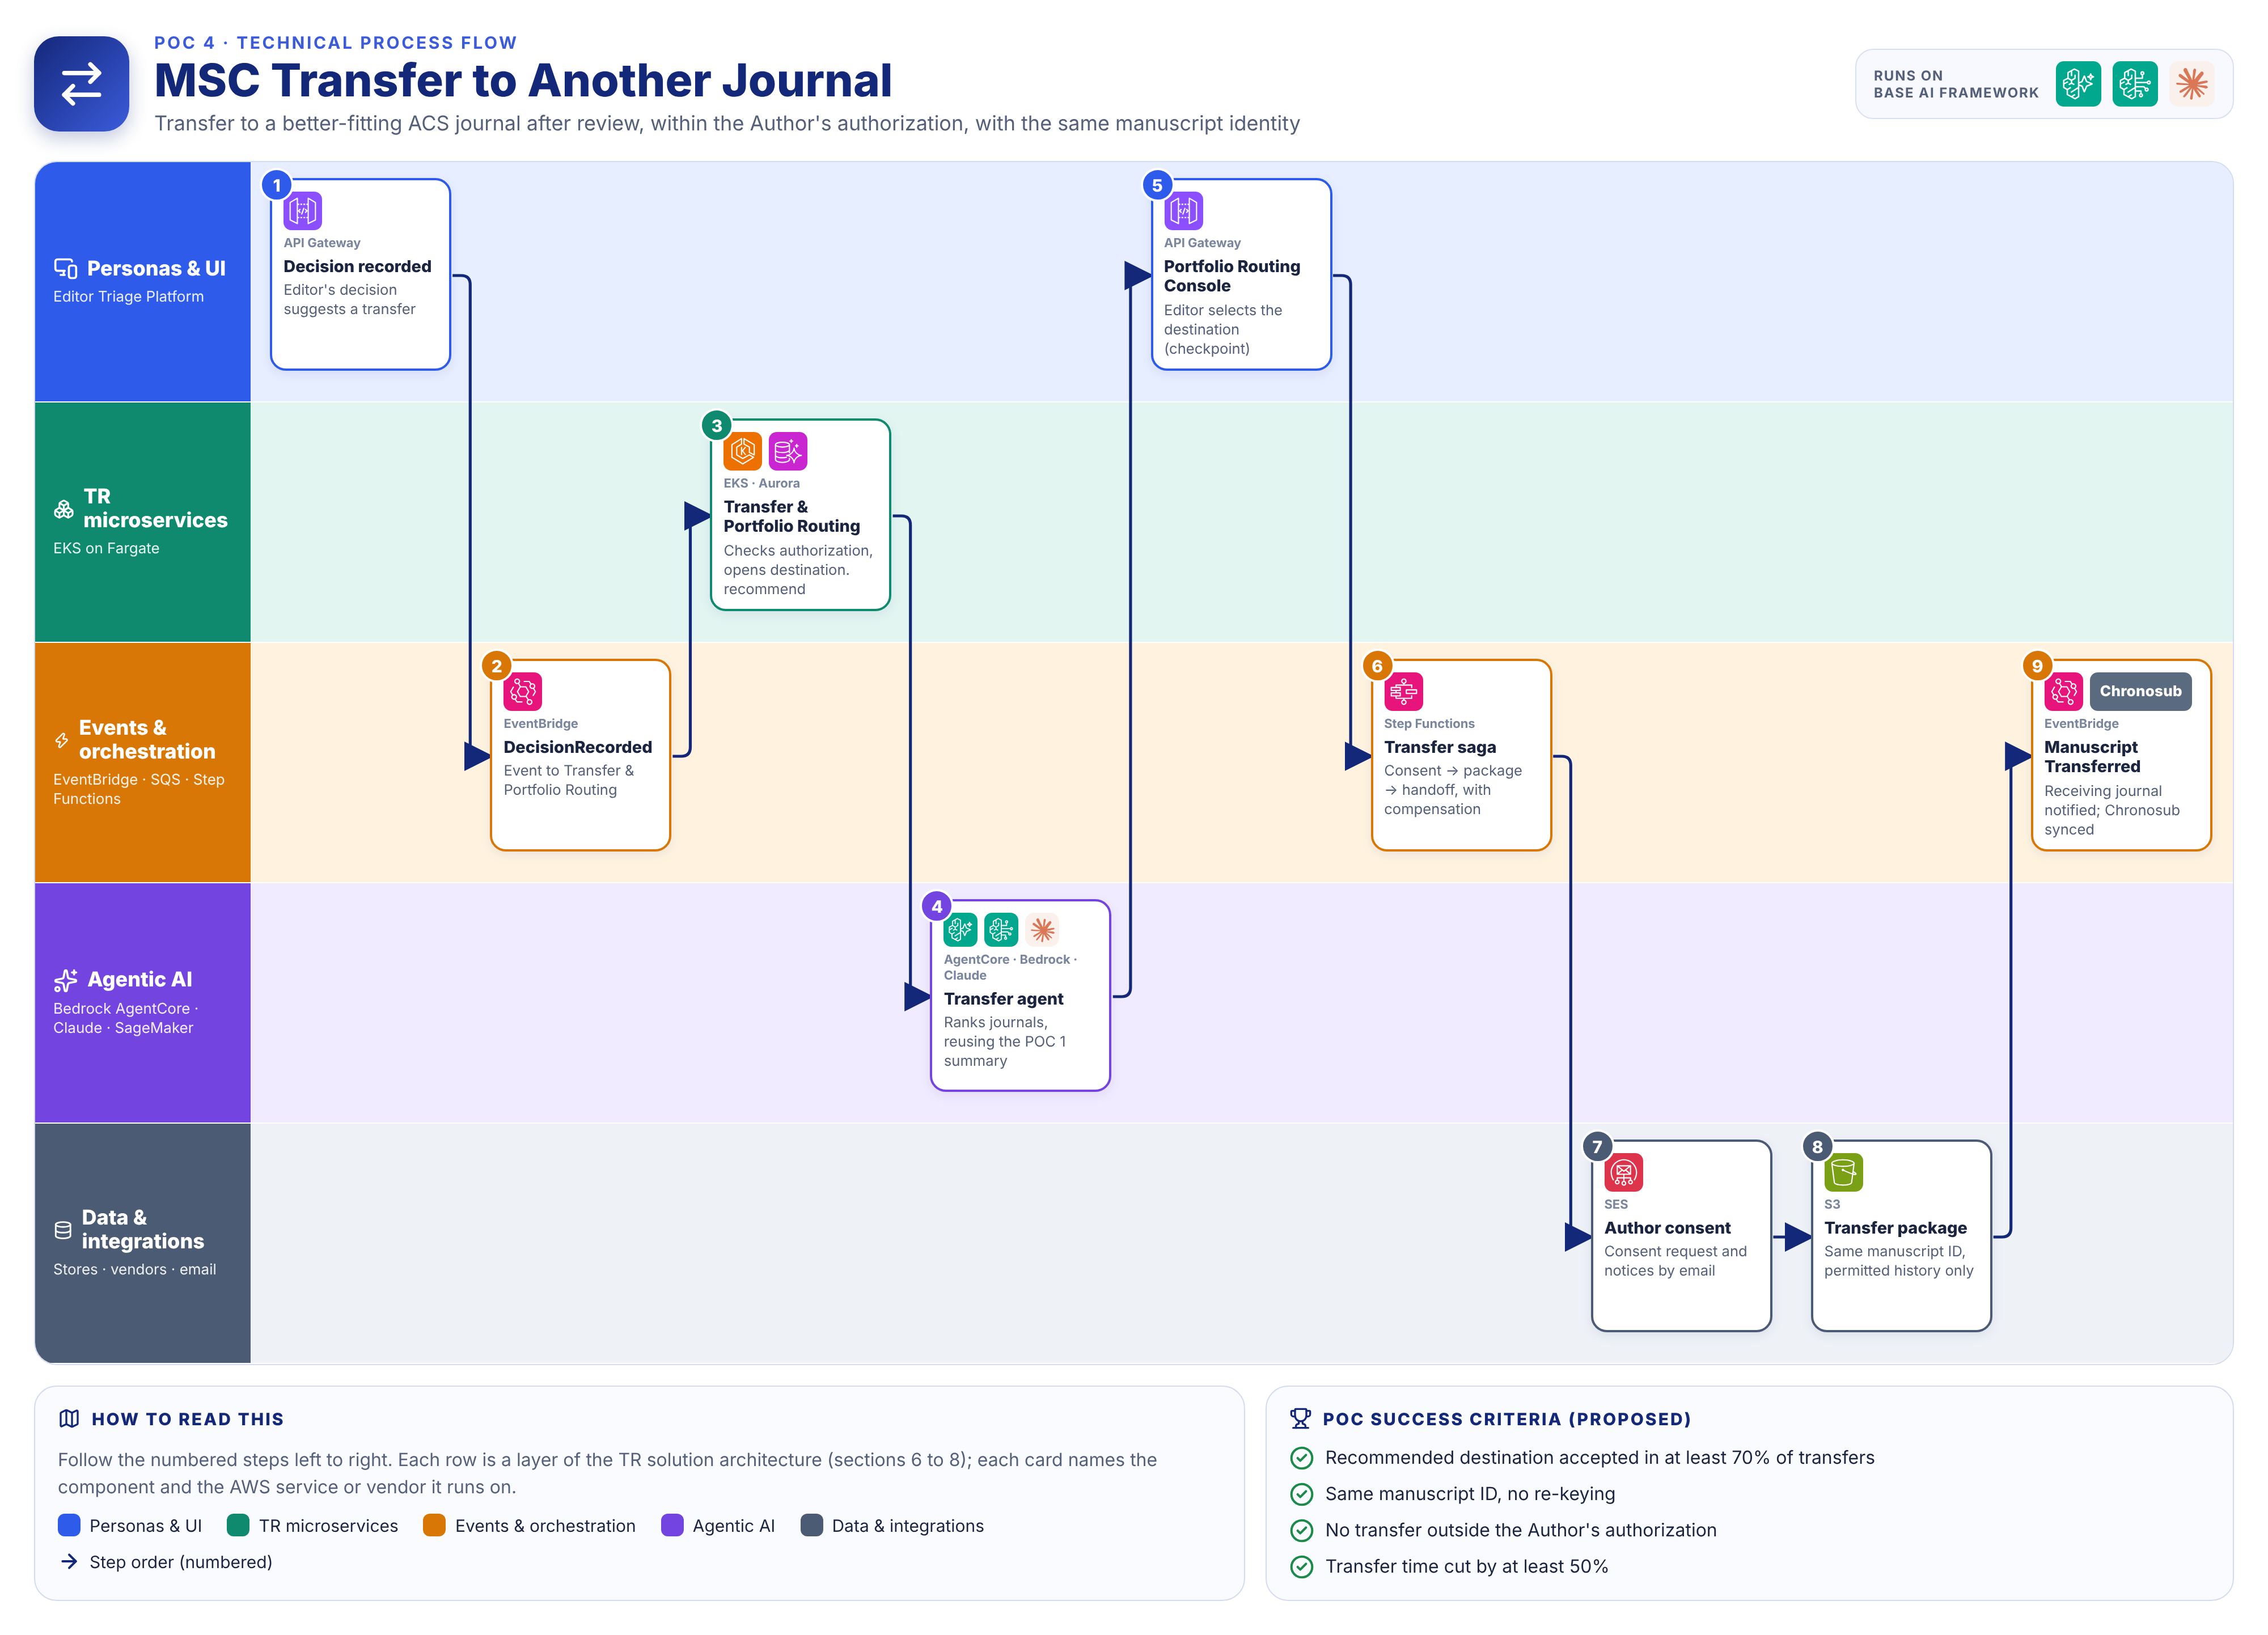 POC 4 · TECHNICAL PROCESS FLOW
MSC Transfer to Another Journal
Transfer to a better-fitting ACS journal after review, within the Author's authorization, with the same manuscript identity
RUNS ON
BASE AI FRAMEWORK
Personas & UI
Editor Triage Platform
1
API Gateway
Decision recorded
Editor's decision
suggests a transfer
5
API Gateway
Portfolio Routing
Console
Editor selects the
destination
(checkpoint)
TR
microservices
EKS on Fargate
3
EKS · Aurora
Transfer &
Portfolio Routing
Checks authorization,
opens destination.
recommend
Events &
orchestration
EventBridge · SQS · Step
Functions
2
EventBridge
DecisionRecorded
Event to Transfer &
Portfolio Routing
6
Step Functions
Transfer saga
Consent → package
→ handoff, with
compensation
9
Chronosub
EventBridge
Manuscript
Transferred
Receiving journal
notified; Chronosub
synced
Agentic AI
Bedrock AgentCore ·
Claude · SageMaker
4
AgentCore · Bedrock ·
Claude
Transfer agent
Ranks journals,
reusing the POC 1
summary
Data &
integrations
Stores · vendors · email
7
SES
Author consent
Consent request and
notices by email
8
S3
Transfer package
Same manuscript ID,
permitted history only
HOW TO READ THIS
Follow the numbered steps left to right. Each row is a layer of the TR solution architecture (sections 6 to 8); each card names the
component and the AWS service or vendor it runs on.
Personas & UI
TR microservices
Events & orchestration
Agentic AI
Data & integrations
→ Step order (numbered)
POC SUCCESS CRITERIA (PROPOSED)
Recommended destination accepted in at least 70% of transfers
Same manuscript ID, no re-keying
No transfer outside the Author's authorization
Transfer time cut by at least 50%